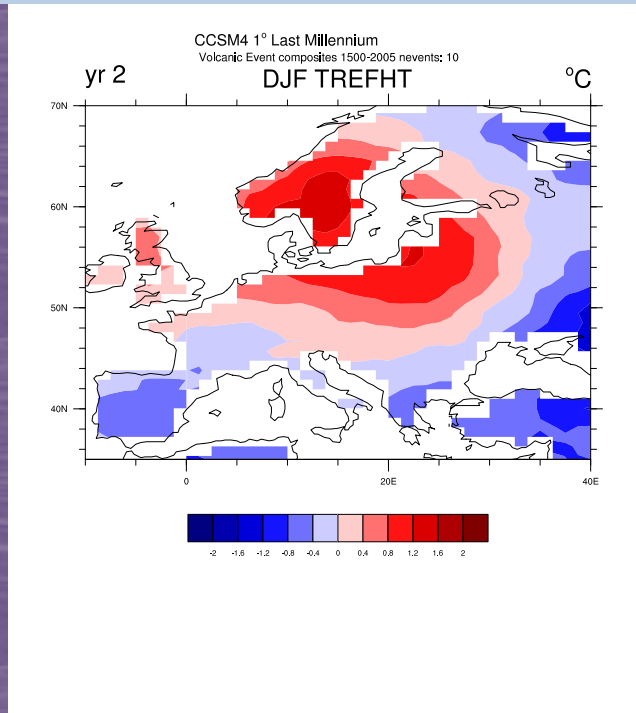 CCSM4 1° Last Millennium
Volcanic Event composites 1500-2005 nevents: 10
yr 2 DJF TREFHT °C
70N
60N
50N
40N
0 20E 40E
-2 -1.6 -1.2 -0.8 -0.4 0 0.4 0.8 1.2 1.6 2